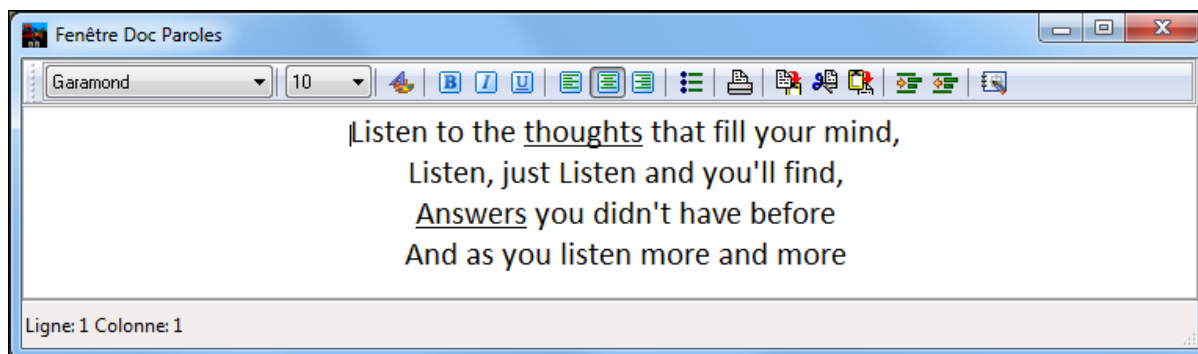 Fenêtre Doc Paroles
Garamond 10 B I U
Listen to the thoughts that fill your mind,
Listen, just Listen and you'll find,
Answers you didn't have before
And as you listen more and more
Ligne: 1 Colonne: 1